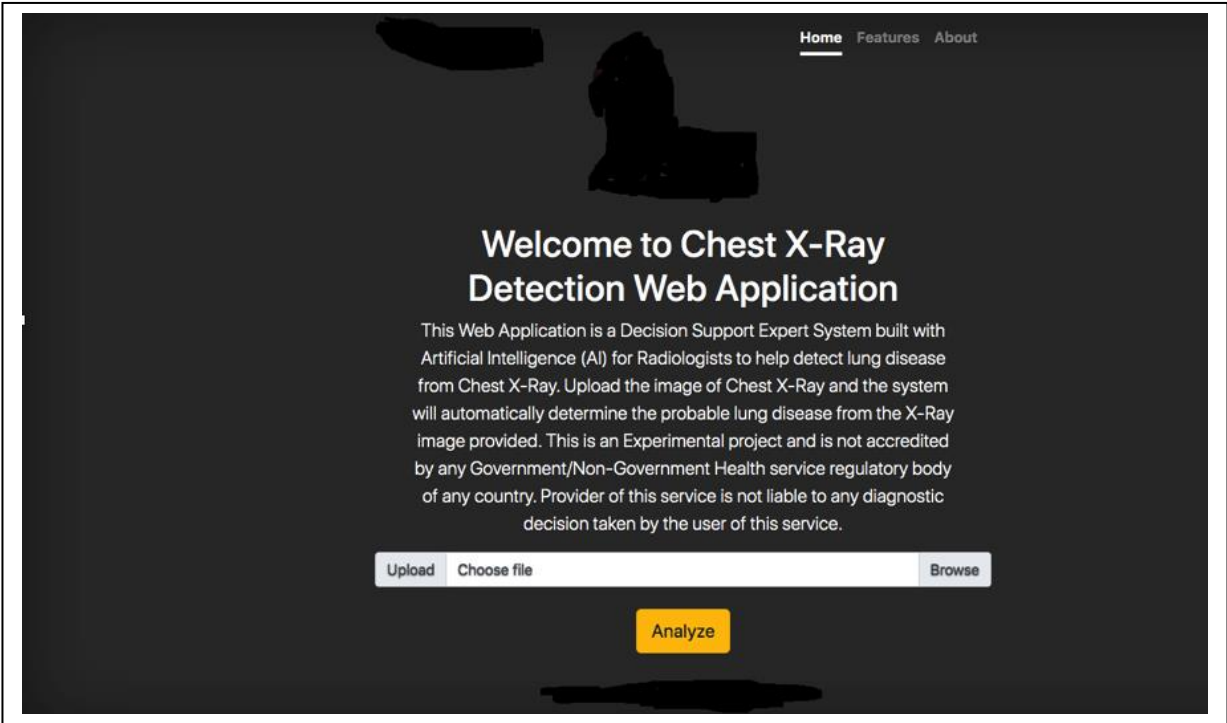 Home Features About
Welcome to Chest X-Ray
Detection Web Application
This Web Application is a Decision Support Expert System built with
Artificial Intelligence (AI) for Radiologists to help detect lung disease
from Chest X-Ray. Upload the image of Chest X-Ray and the system
will automatically determine the probable lung disease from the X-Ray
image provided. This is an Experimental project and is not accredited
by any Government/Non-Government Health service regulatory body
of any country. Provider of this service is not liable to any diagnostic
decision taken by the user of this service.
Upload Choose file Browse
Analyze